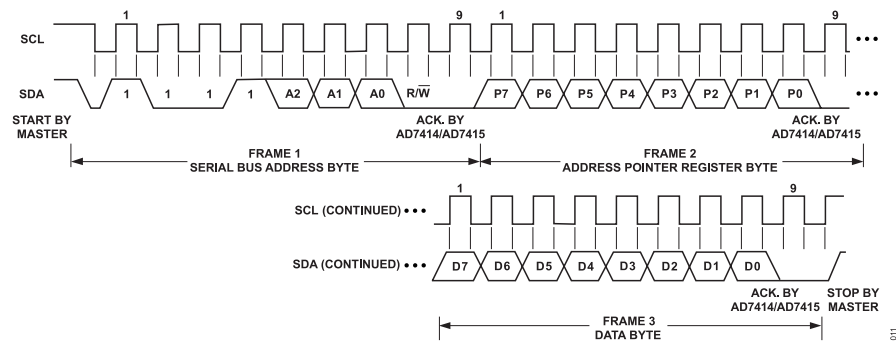 1 9 1 9
SCL
SDA 1 1 1 1 A2 A1 A0 R/W P7 P6 P5 P4 P3 P2 P1 P0
START BY MASTER
ACK. BY AD7414/AD7415
ACK. BY AD7414/AD7415
FRAME 1
SERIAL BUS ADDRESS BYTE
FRAME 2
ADDRESS POINTER REGISTER BYTE
1 9
SCL (CONTINUED)
SDA (CONTINUED) D7 D6 D5 D4 D3 D2 D1 D0
ACK. BY AD7414/AD7415
STOP BY MASTER
FRAME 3
DATA BYTE
011